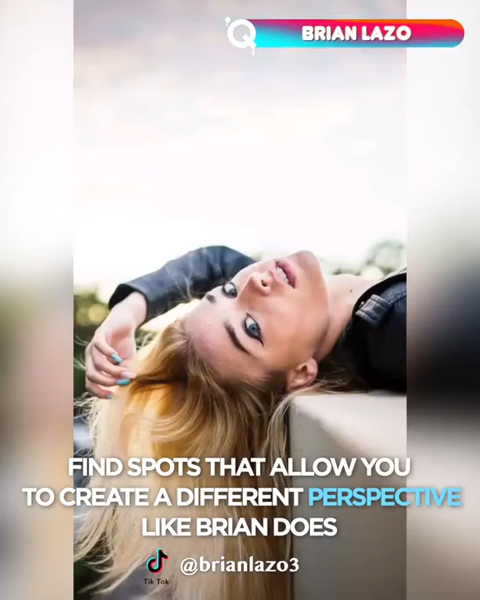 BRIAN LAZO
FIND SPOTS THAT ALLOW YOU
TO CREATE A DIFFERENT PERSPECTIVE
LIKE BRIAN DOES
@brianlazo3
Tik Tok